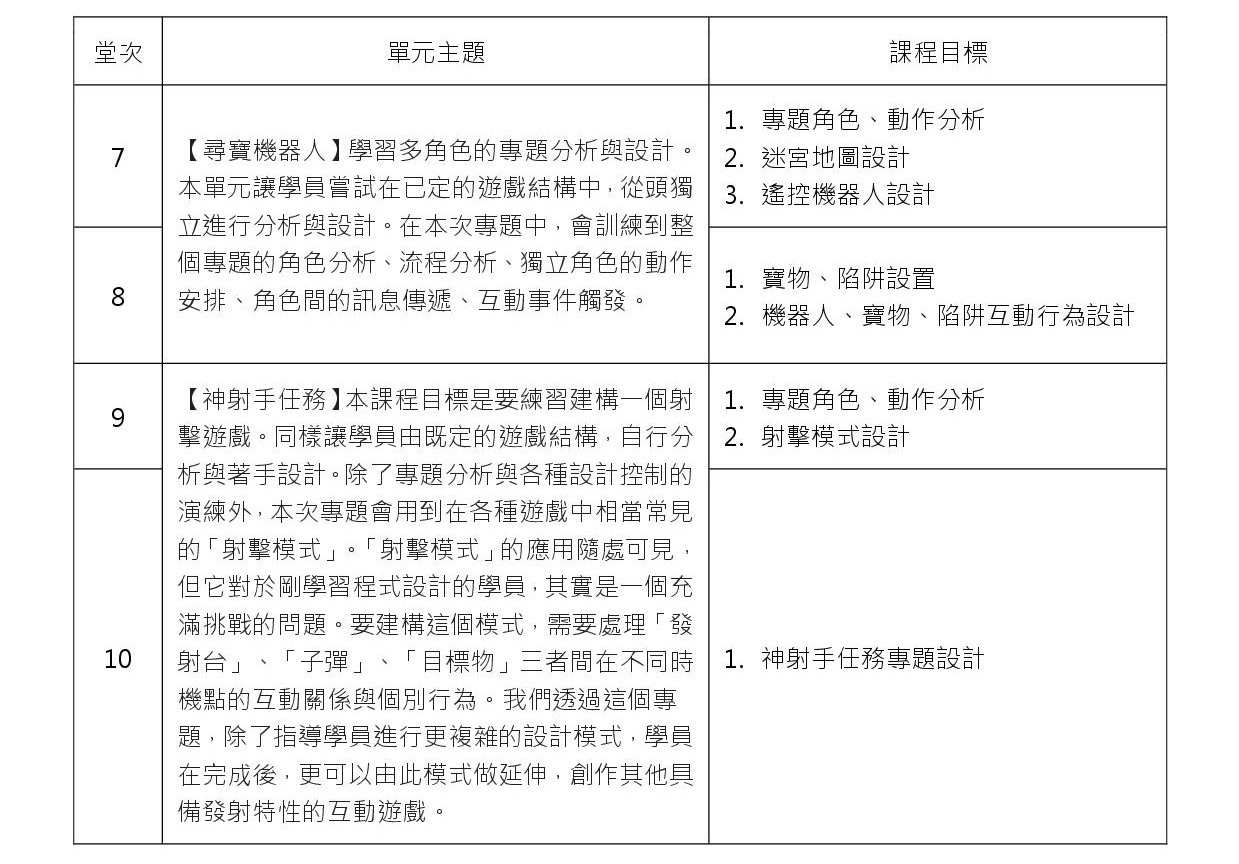 堂次 單元主題 課程目標
7
【尋寶機器人】學習多角色的專題分析與設計。
本單元讓學員嘗試在已定的遊戲結構中，從頭獨
立進行分析與設計。在本次專題中，會訓練到整
個專題的角色分析、流程分析、獨立角色的動作
安排、角色間的訊息傳遞、互動事件觸發。
1. 專題角色、動作分析
2. 迷宮地圖設計
3. 遙控機器人設計
8
1. 寶物、陷阱設置
2. 機器人、寶物、陷阱互動行為設計
9
【神射手任務】本課程目標是要練習建構一個射
擊遊戲。同樣讓學員由既定的遊戲結構，自行分
析與著手設計。除了專題分析與各種設計控制的
演練外，本次專題會用到在各種遊戲中相當常見
的「射擊模式」。「射擊模式」的應用隨處可見，
但它對於剛學習程式設計的學員，其實是一個充
滿挑戰的問題。要建構這個模式，需要處理「發
射台」、「子彈」、「目標物」三者間在不同時
機點的互動關係與個別行為。我們透過這個專
題，除了指導學員進行更複雜的設計模式，學員
在完成後，更可以由此模式做延伸，創作其他具
備發射特性的互動遊戲。
1. 專題角色、動作分析
2. 射擊模式設計
10
1. 神射手任務專題設計